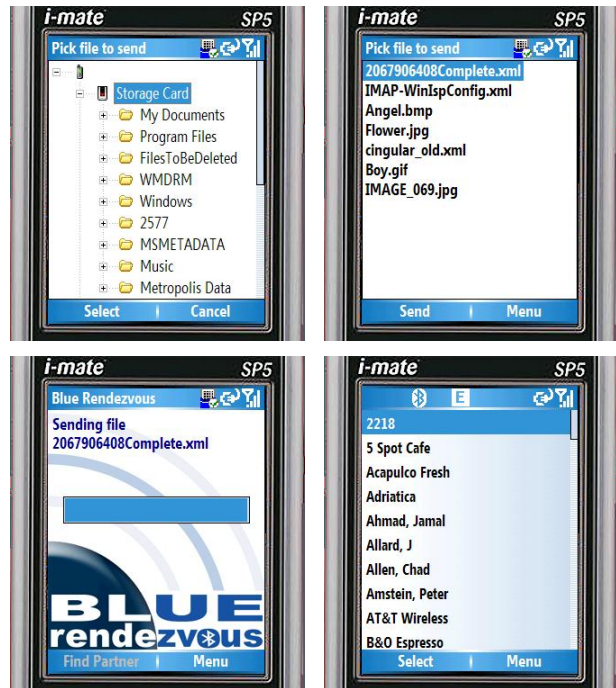 i-mate SP5
Pick file to send
Storage Card
My Documents
Program Files
FilesToBeDeleted
WMDRM
Windows
2577
MSMETADATA
Music
Metropolis Data
Select Cancel
i-mate SP5
Pick file to send
2067906408Complete.xml
IMAP-WinIspConfig.xml
Angel.bmp
Flower.jpg
cingular_old.xml
Boy.gif
IMAGE_069.jpg
Send Menu
i-mate SP5
Blue Rendezvous
Sending file
2067906408Complete.xml
BLUE
rendezvous
Find Partner Menu
i-mate SP5
E
2218
5 Spot Cafe
Acapulco Fresh
Adriatica
Ahmad, Jamal
Allard, J
Allen, Chad
Amstein, Peter
AT&T Wireless
B&O Espresso
Select Menu